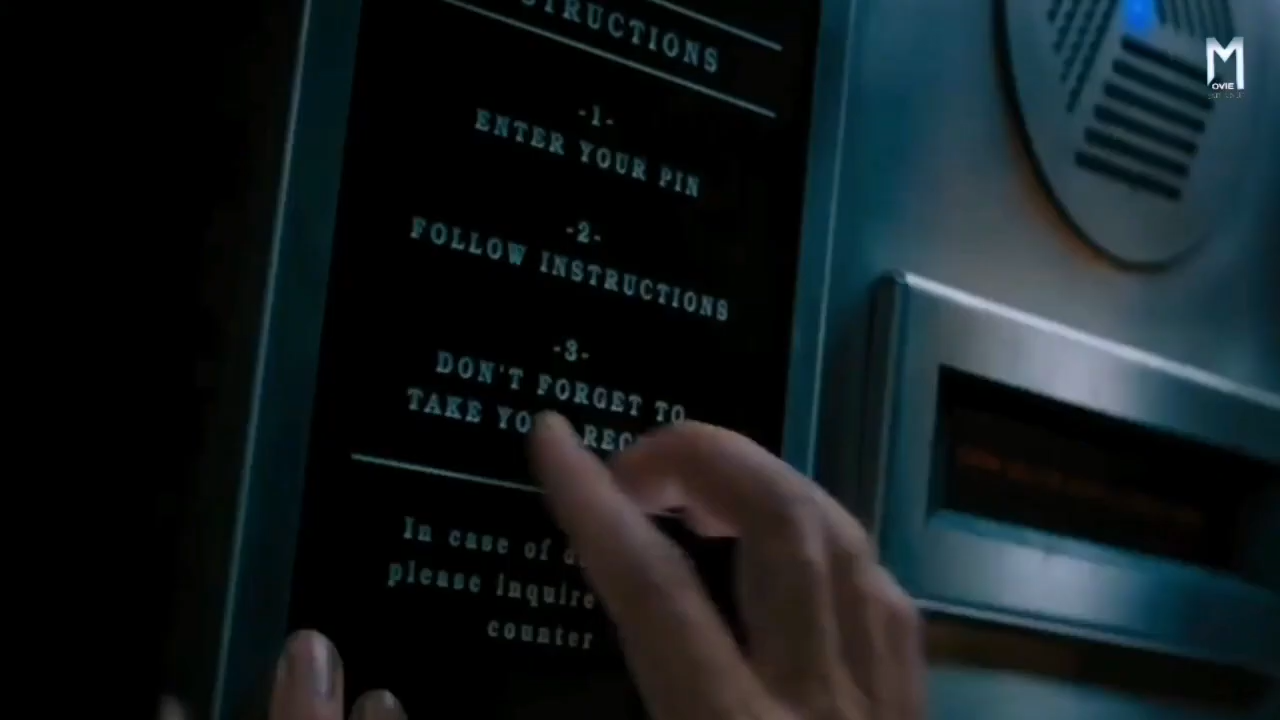 STRUCTIONS
-1-
ENTER YOUR PIN
-2-
FOLLOW INSTRUCTIONS
-3-
DON'T FORGET TO
TAKE
In case of
please inquire
counter
M
OVIE